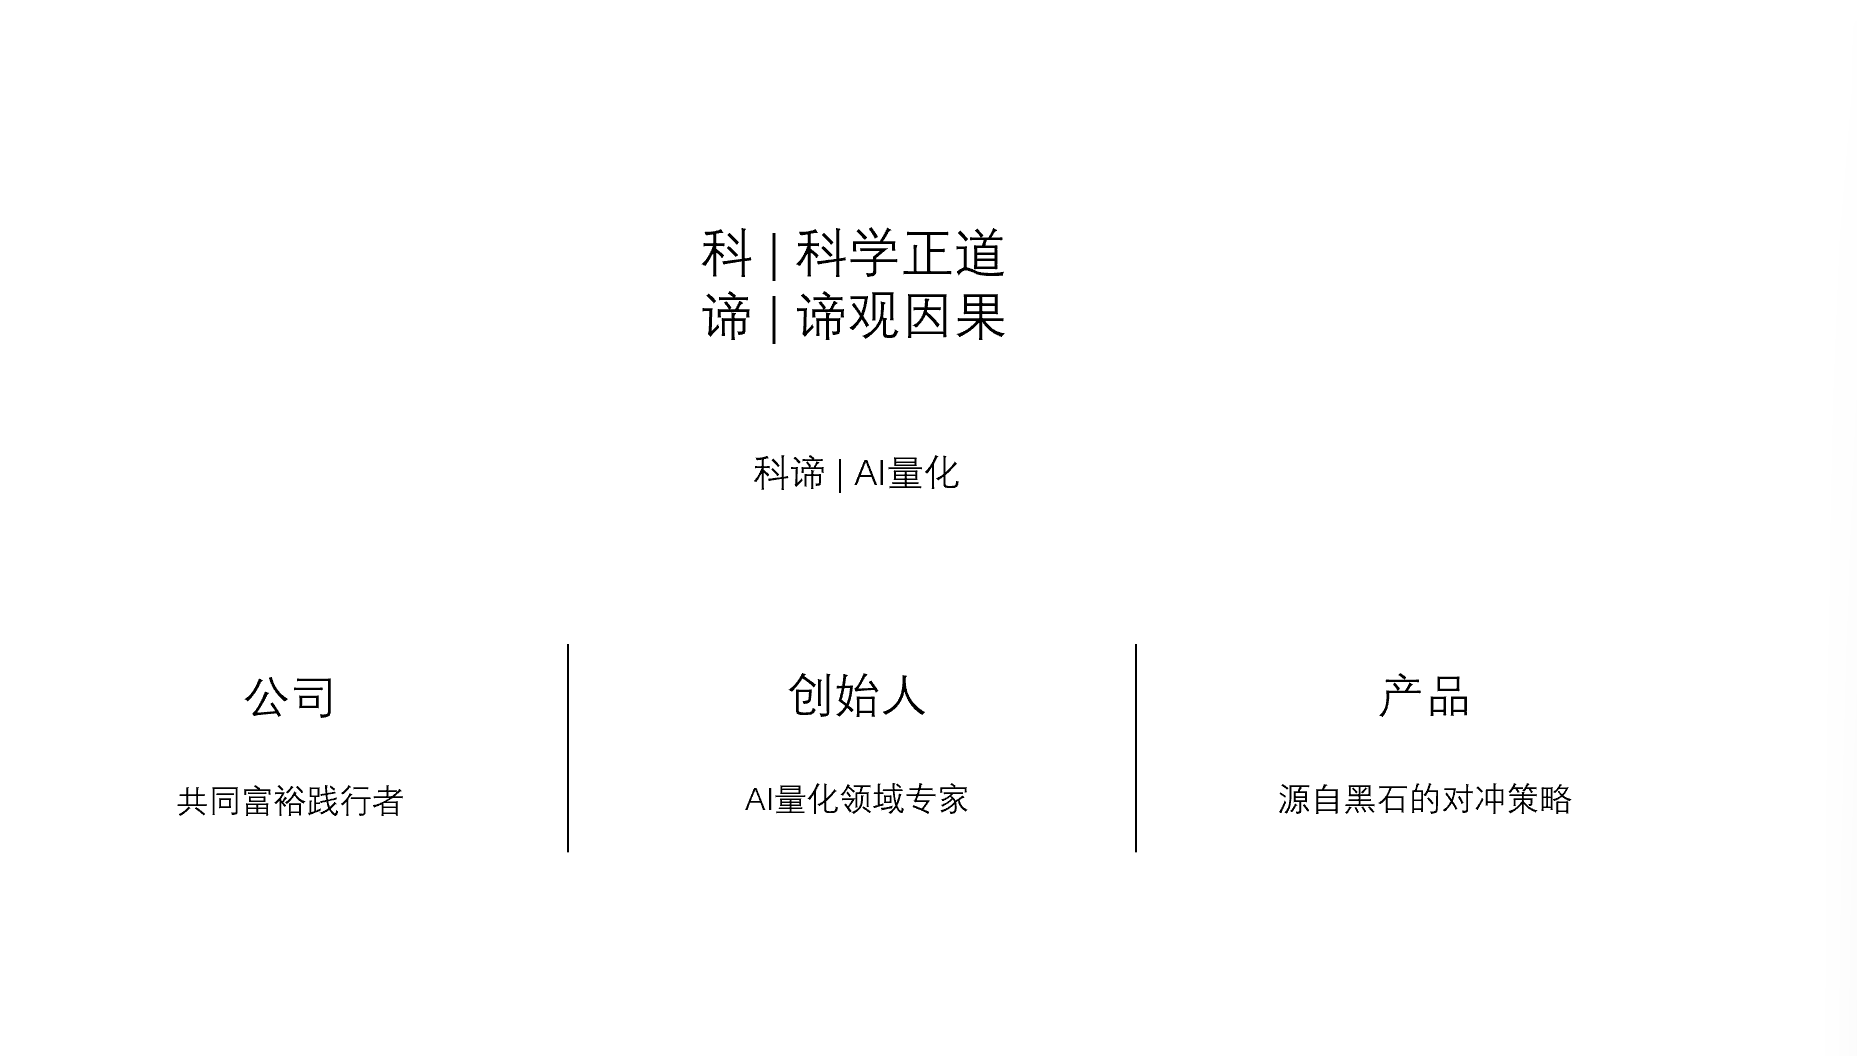 科 | 科学正道
谛 | 谛观因果
科谛 | AI量化
公司
共同富裕践行者
创始人
AI量化领域专家
产品
源自黑石的对冲策略